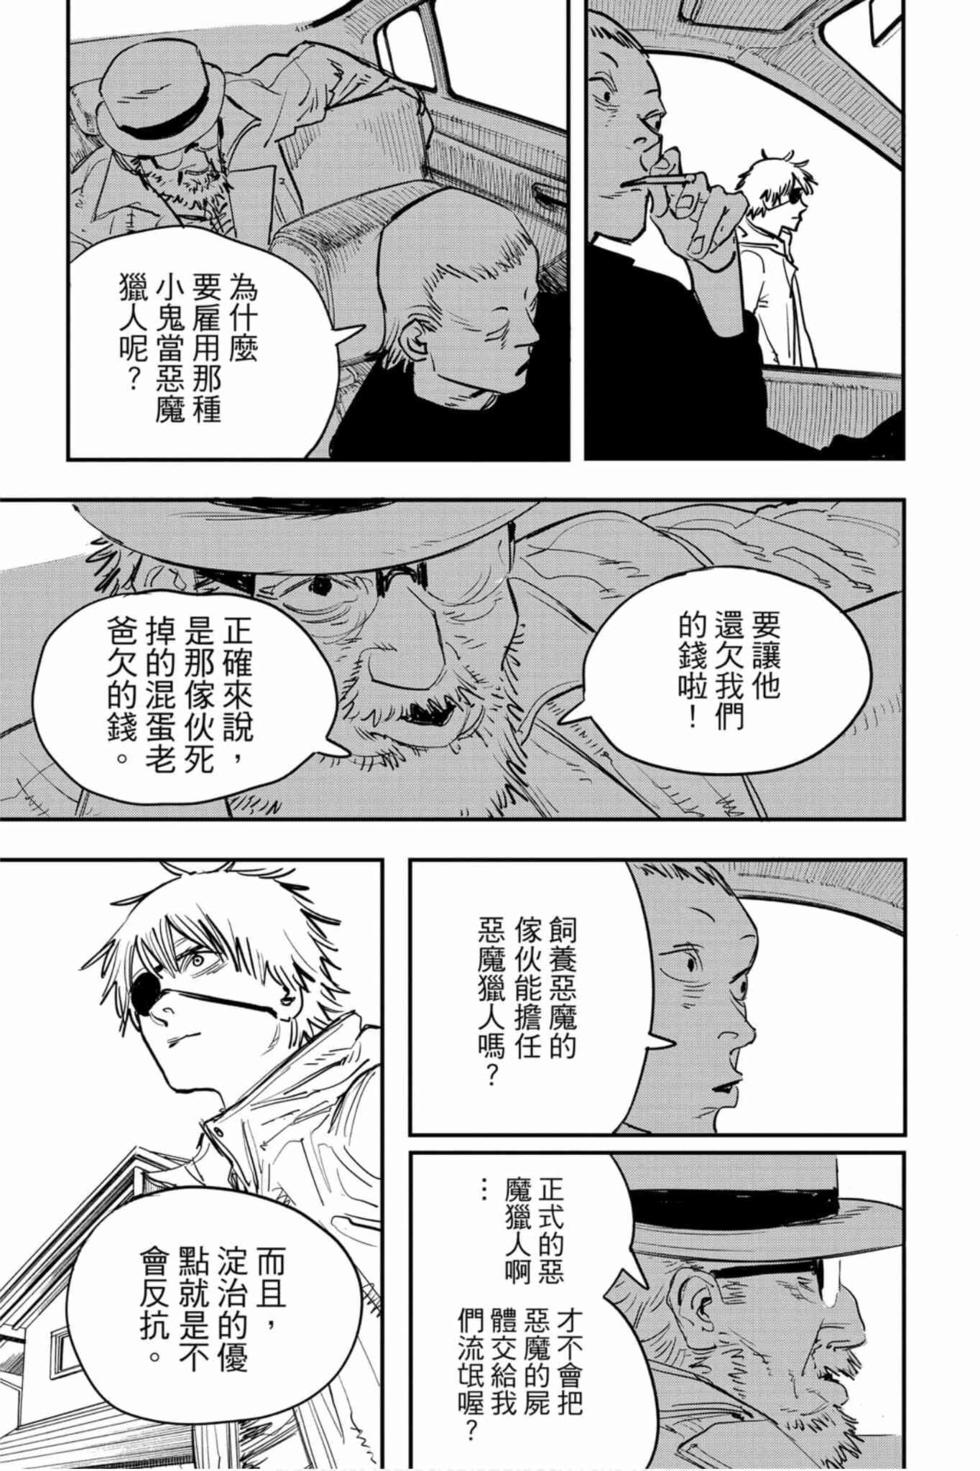 為什麼
要雇用那種
小鬼當惡魔
獵人呢？
要讓他
還欠我們
的錢啦！
正確來說，
是那傢伙死
掉的混蛋老
爸欠的錢。
飼養惡魔的
傢伙能擔任
惡魔獵人嗎？
正式的惡
魔獵人啊
…
才不會把
惡魔的屍
體交給我
們流氓喔？
而且，
淀治的優
點就是不
會反抗。